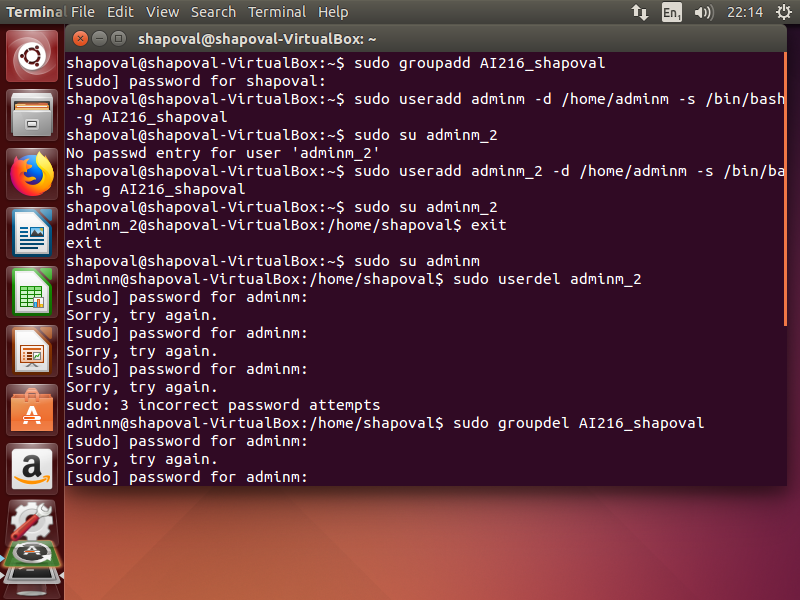 Terminal File Edit View Search Terminal Help En1 22:14
shapoval@shapoval-VirtualBox: ~
shapoval@shapoval-VirtualBox:~$ sudo groupadd AI216_shapoval
[sudo] password for shapoval:
shapoval@shapoval-VirtualBox:~$ sudo useradd adminm -d /home/adminm -s /bin/bash
 -g AI216_shapoval
shapoval@shapoval-VirtualBox:~$ sudo su adminm_2
No passwd entry for user 'adminm_2'
shapoval@shapoval-VirtualBox:~$ sudo useradd adminm_2 -d /home/adminm -s /bin/ba
sh -g AI216_shapoval
shapoval@shapoval-VirtualBox:~$ sudo su adminm_2
adminm_2@shapoval-VirtualBox:/home/shapoval$ exit
exit
shapoval@shapoval-VirtualBox:~$ sudo su adminm
adminm@shapoval-VirtualBox:/home/shapoval$ sudo userdel adminm_2
[sudo] password for adminm:
Sorry, try again.
[sudo] password for adminm:
Sorry, try again.
[sudo] password for adminm:
Sorry, try again.
sudo: 3 incorrect password attempts
adminm@shapoval-VirtualBox:/home/shapoval$ sudo groupdel AI216_shapoval
[sudo] password for adminm:
Sorry, try again.
[sudo] password for adminm: